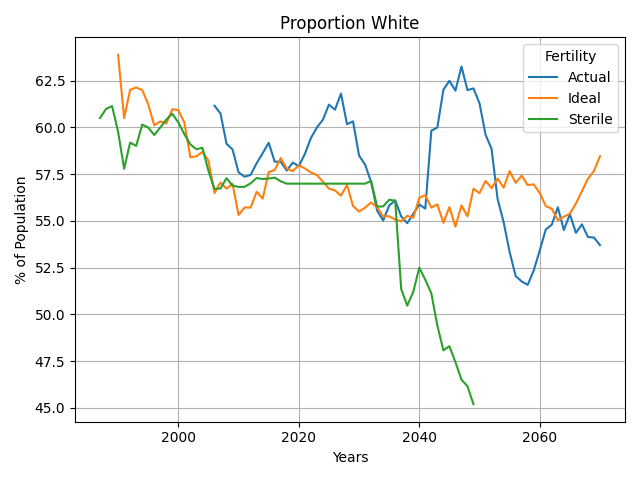 Proportion White
Fertility
Actual
Ideal
Sterile
% of Population
62.5
60.0
57.5
55.0
52.5
50.0
47.5
45.0
2000 2020 2040 2060
Years